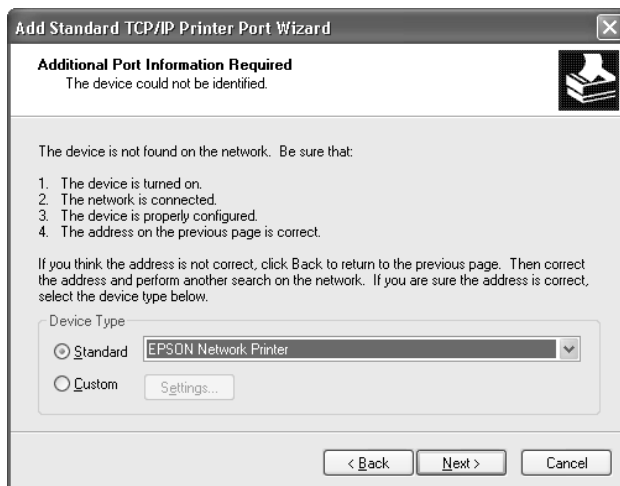 Add Standard TCP/IP Printer Port Wizard
Additional Port Information Required
The device could not be identified.
The device is not found on the network. Be sure that:
1. The device is turned on.
2. The network is connected.
3. The device is properly configured.
4. The address on the previous page is correct.
If you think the address is not correct, click Back to return to the previous page. Then correct
the address and perform another search on the network. If you are sure the address is correct,
select the device type below.
Device Type
Standard EPSON Network Printer
Custom Settings...
< Back Next > Cancel